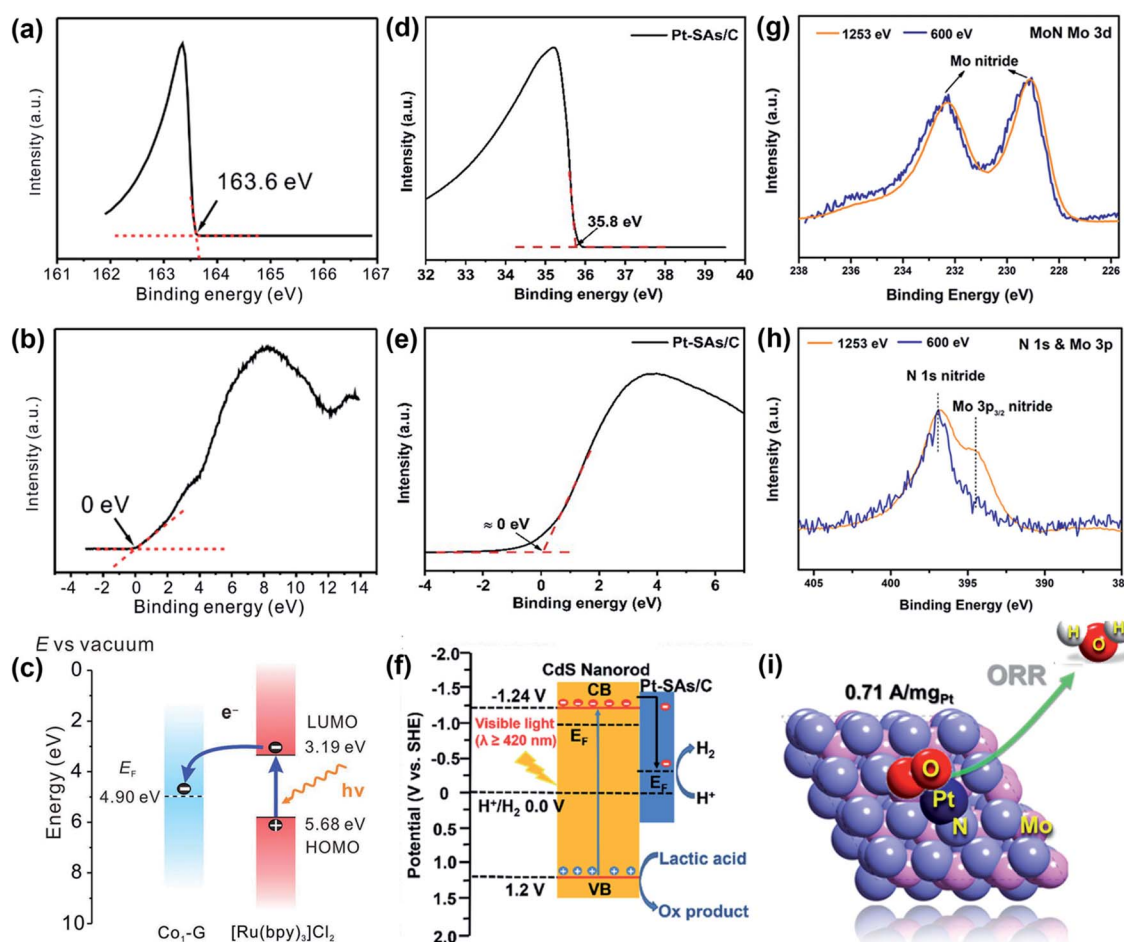 (a)
Intensity (a.u.)
163.6 eV
161 162 163 164 165 166 167
Binding energy (eV)
(d)
Pt-SAs/C
Intensity (a.u.)
35.8 eV
32 33 34 35 36 37 38 39 40
Binding energy (eV)
(g)
1253 eV 600 eV MoN Mo 3d
Mo nitride
Intensity (a.u.)
238 236 234 232 230 228 226
Binding Energy (eV)
(b)
Intensity (a.u.)
0 eV
-4 -2 0 2 4 6 8 10 12 14
Binding energy (eV)
(e)
Pt-SAs/C
Intensity (a.u.)
≈ 0 eV
-4 -2 0 2 4 6
Binding energy (eV)
(h)
1253 eV 600 eV N 1s & Mo 3p
N 1s nitride
Mo 3p3/2 nitride
Intensity (a.u.)
405 400 395 390 38
Binding Energy (eV)
(c)
E vs vacuum
0
2
4
6
8
10
Energy (eV)
e⁻
LUMO
3.19 eV
EF
4.90 eV
hν
5.68 eV
HOMO
Co1-G [Ru(bpy)3]Cl2
(f)
Potential (V vs. SHE)
-2.0
-1.5
-1.0
-0.5
0
0.5
1.0
1.5
2.0
CdS Nanorod
CB
Pt-SAs/C
-1.24 V
Visible light
(λ ≥ 420 nm)
EF
H2
EF
H⁺/H2 0.0 V
H⁺
Lactic acid
1.2 V
VB
Ox product
(i)
H O H
ORR
0.71 A/mgPt
O
Pt
N Mo